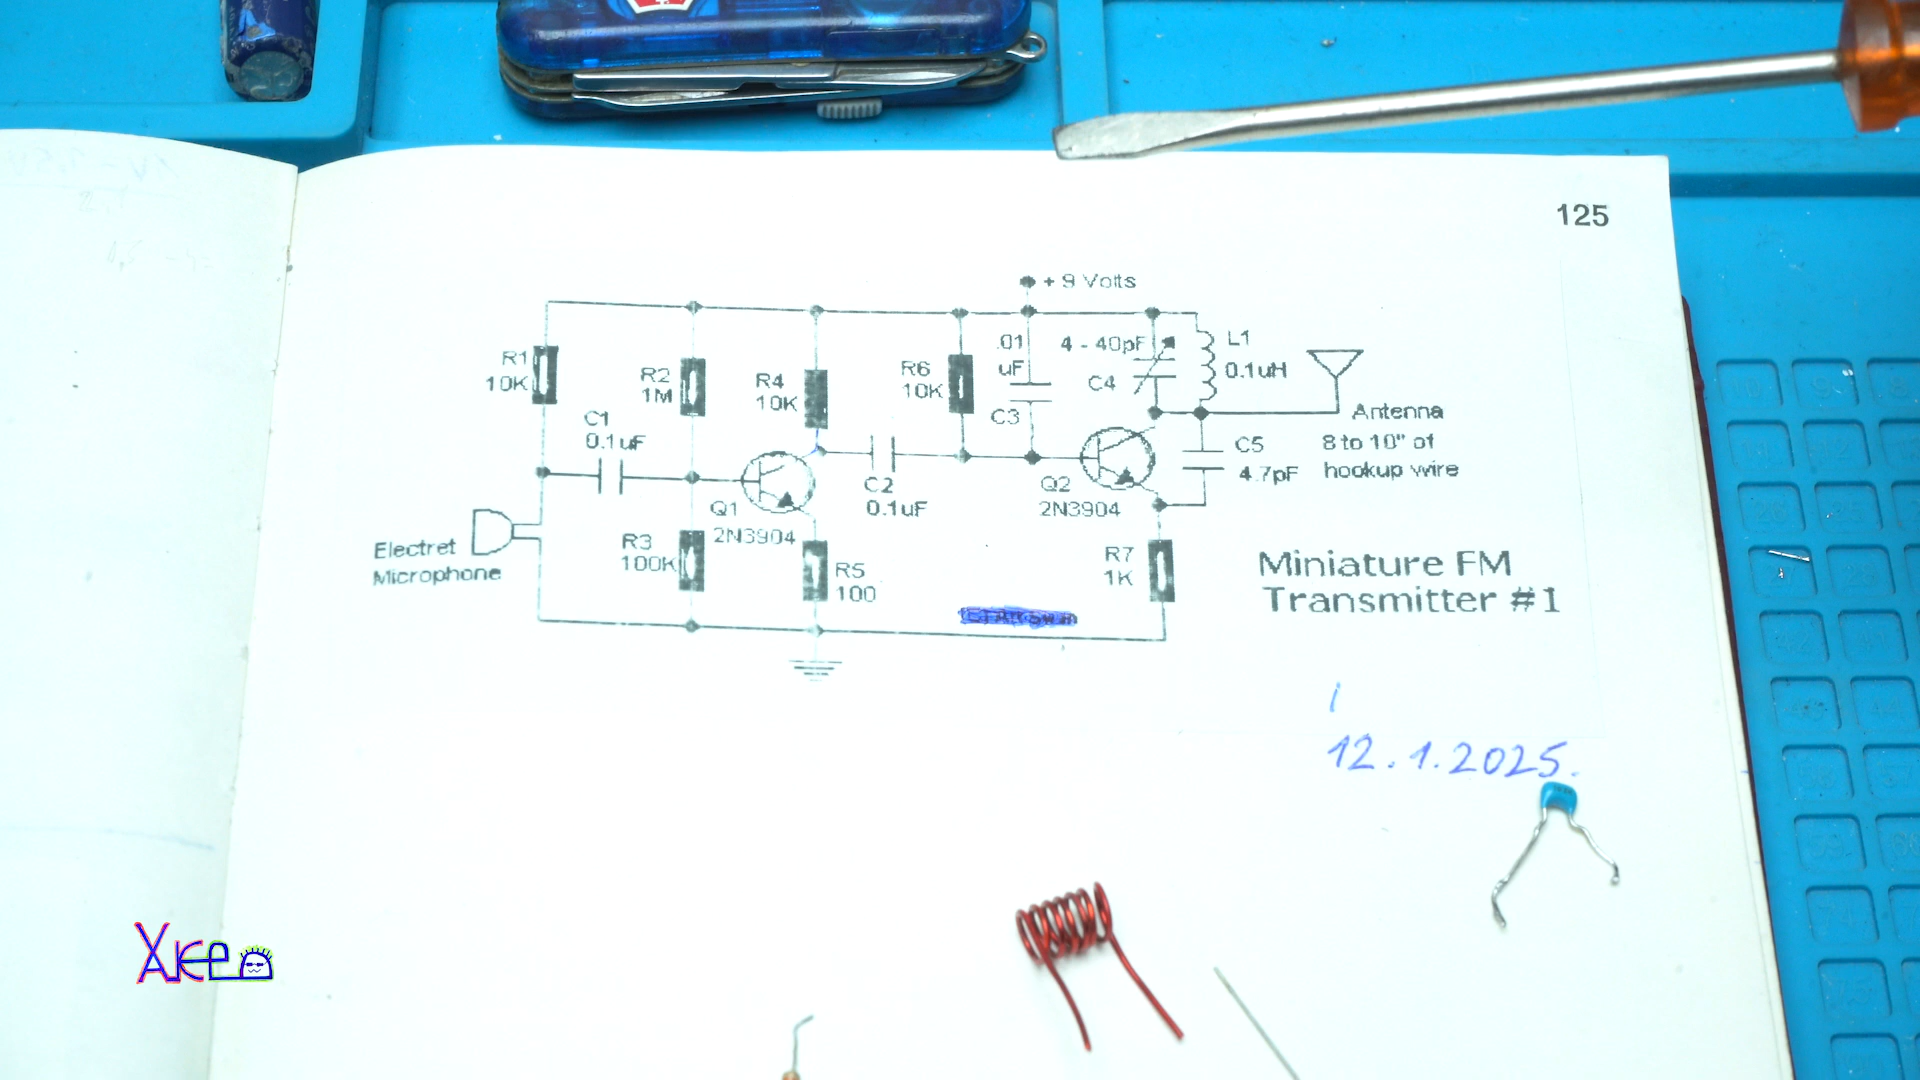 125
+ 9 Volts
R1
10K
C1
0.1uF
R2
1M
R4
10K
R6
10K
.01
uF
C3
4 - 40pF
C4
L1
0.1uH
Antenna
8 to 10" of
hookup wire
C5
4.7pF
Q1
2N3904
C2
0.1uF
Q2
2N3904
Electret
Microphone
R3
100K
R5
100
R7
1K
Miniature FM
Transmitter #1
12.1.2025.